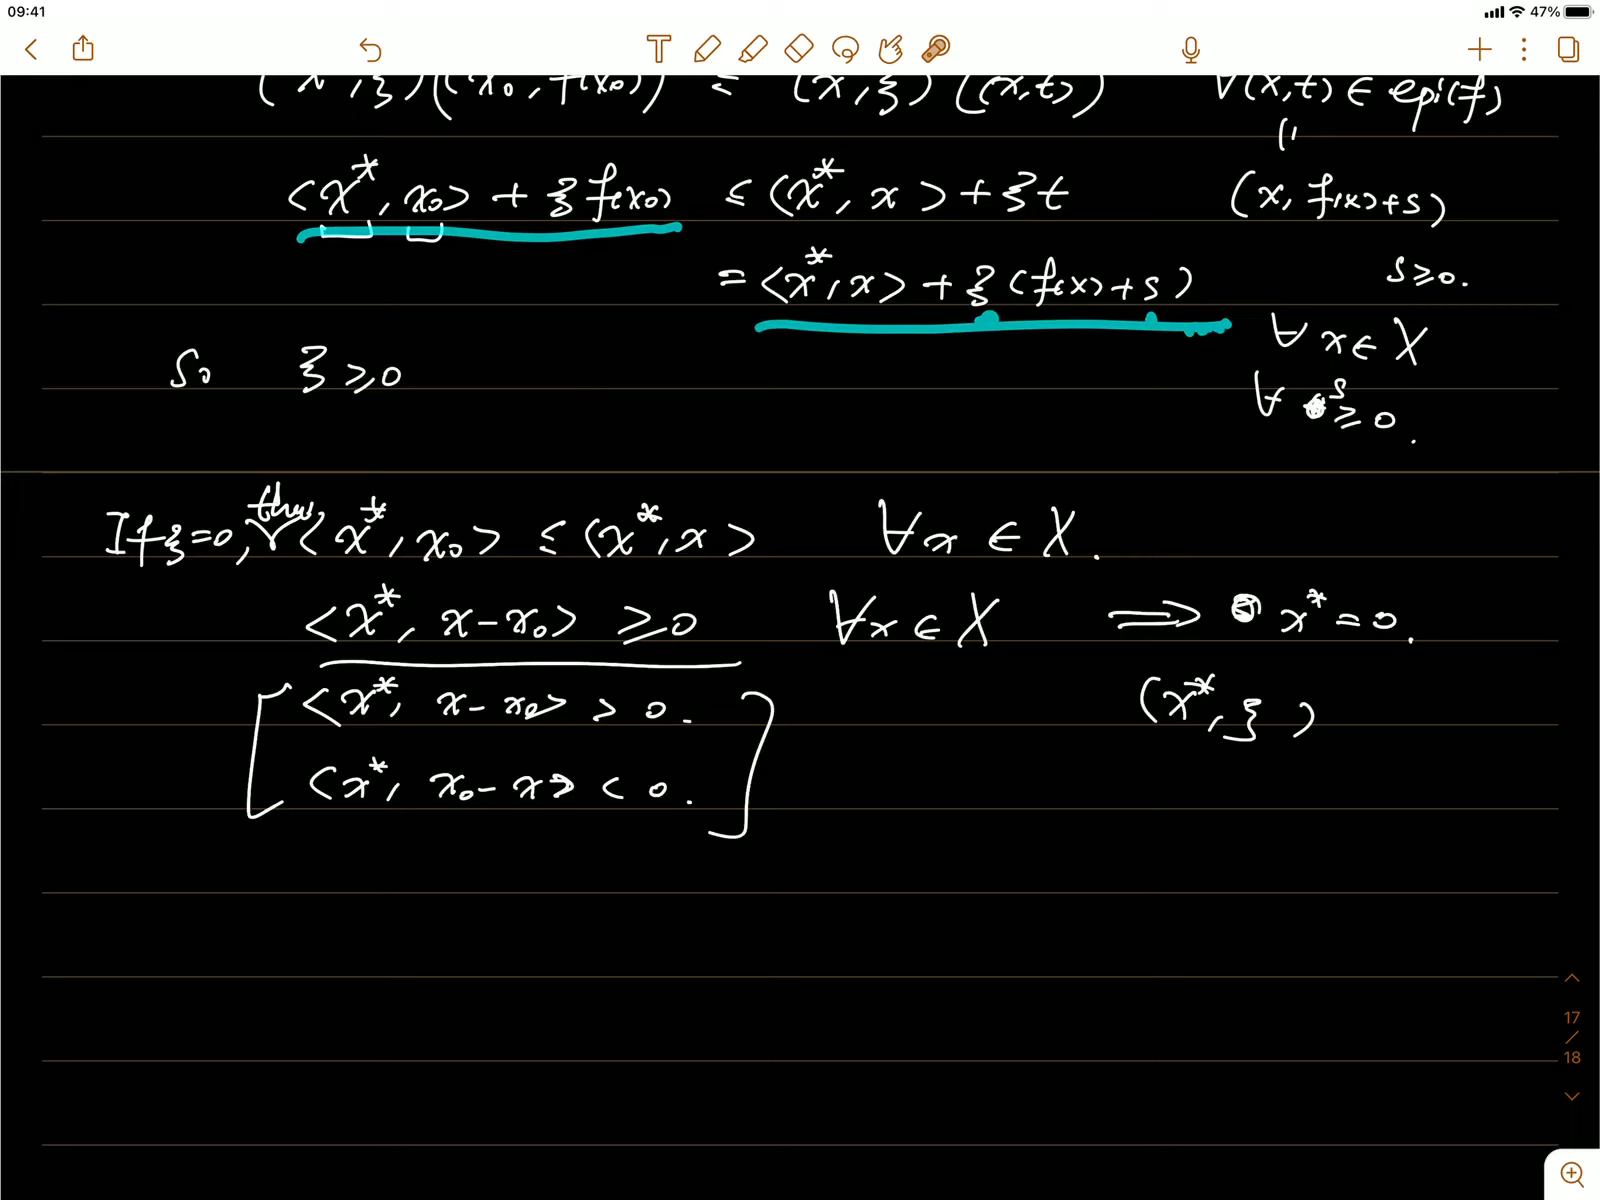 09:41 47%
(x*, ξ)((x₀, f(x₀)) ≤ (x*, ξ)((x,t)) ∀(x,t) ∈ epi(f)
<x*, x₀> + ξ f(x₀) ≤ <x*, x> + ξt (x, f(x)+s)
= <x*, x> + ξ(f(x)+s) s≥0.
∀ x∈X
So ξ ≥ 0
∀ s ≥ 0.
If ξ=0, then <x*, x₀> ≤ <x*, x> ∀x ∈ X.
<x*, x-x₀> ≥ 0 ∀x ∈ X ⟹ x* = 0.
<x*, x-x₀> > 0. (x*, ξ)
<x*, x₀-x> < 0.
17
/
18